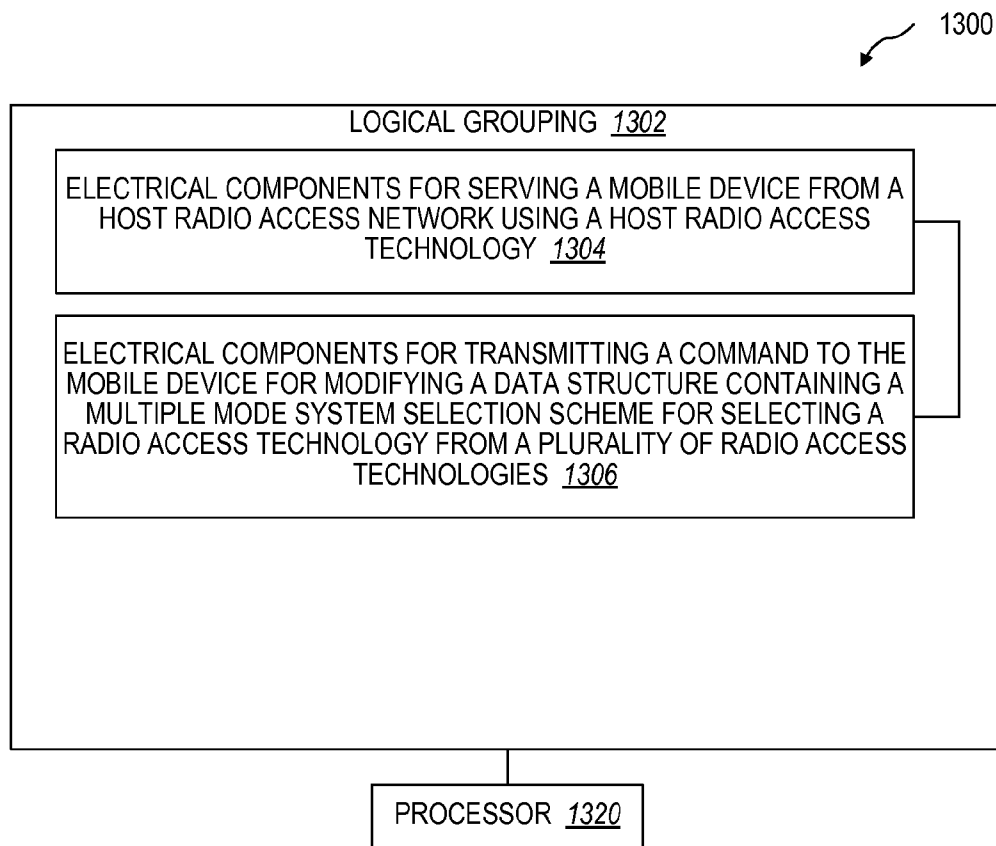 1300
LOGICAL GROUPING 1302
ELECTRICAL COMPONENTS FOR SERVING A MOBILE DEVICE FROM A
HOST RADIO ACCESS NETWORK USING A HOST RADIO ACCESS
TECHNOLOGY 1304
ELECTRICAL COMPONENTS FOR TRANSMITTING A COMMAND TO THE
MOBILE DEVICE FOR MODIFYING A DATA STRUCTURE CONTAINING A
MULTIPLE MODE SYSTEM SELECTION SCHEME FOR SELECTING A
RADIO ACCESS TECHNOLOGY FROM A PLURALITY OF RADIO ACCESS
TECHNOLOGIES 1306
PROCESSOR 1320